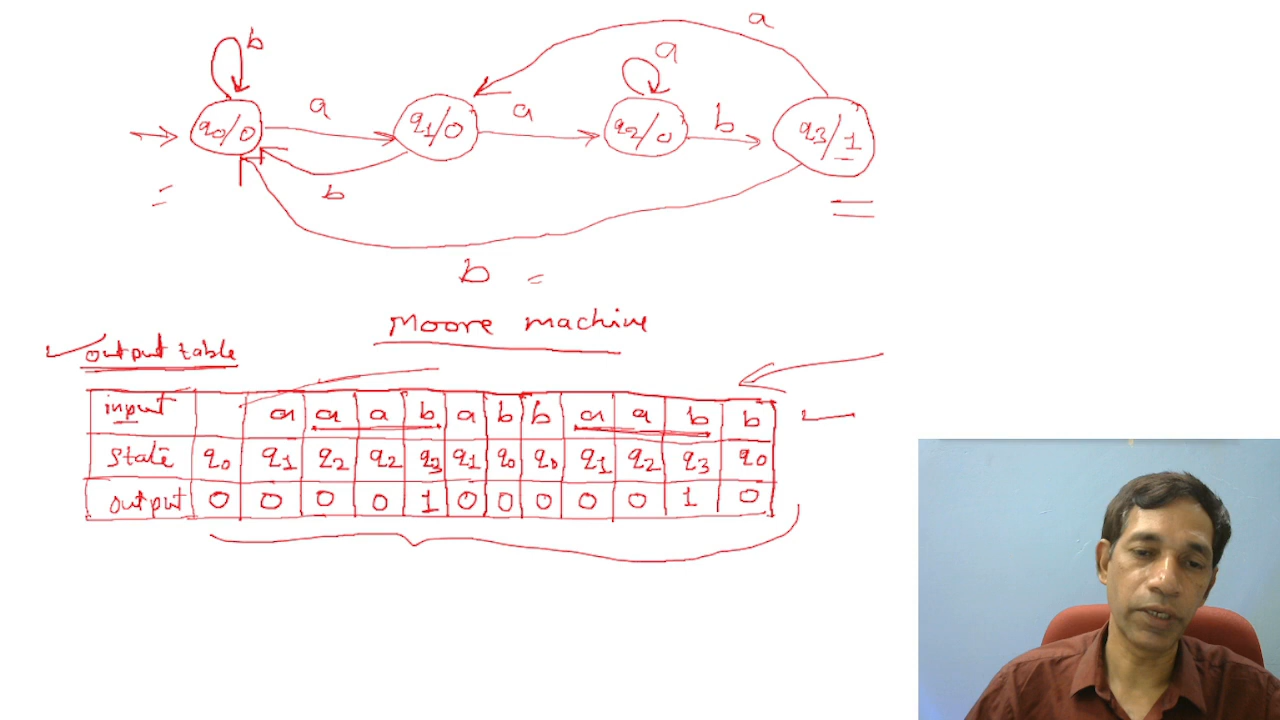 a
b
a
q0/0
a
q1/0
a
q2/0
b
q3/1
b
b =
Moore machine
output table
input a a a b a b b a a b b
state q0 q1 q2 q2 q3 q1 q0 q0 q1 q2 q3 q0
output 0 0 0 0 1 0 0 0 0 0 1 0